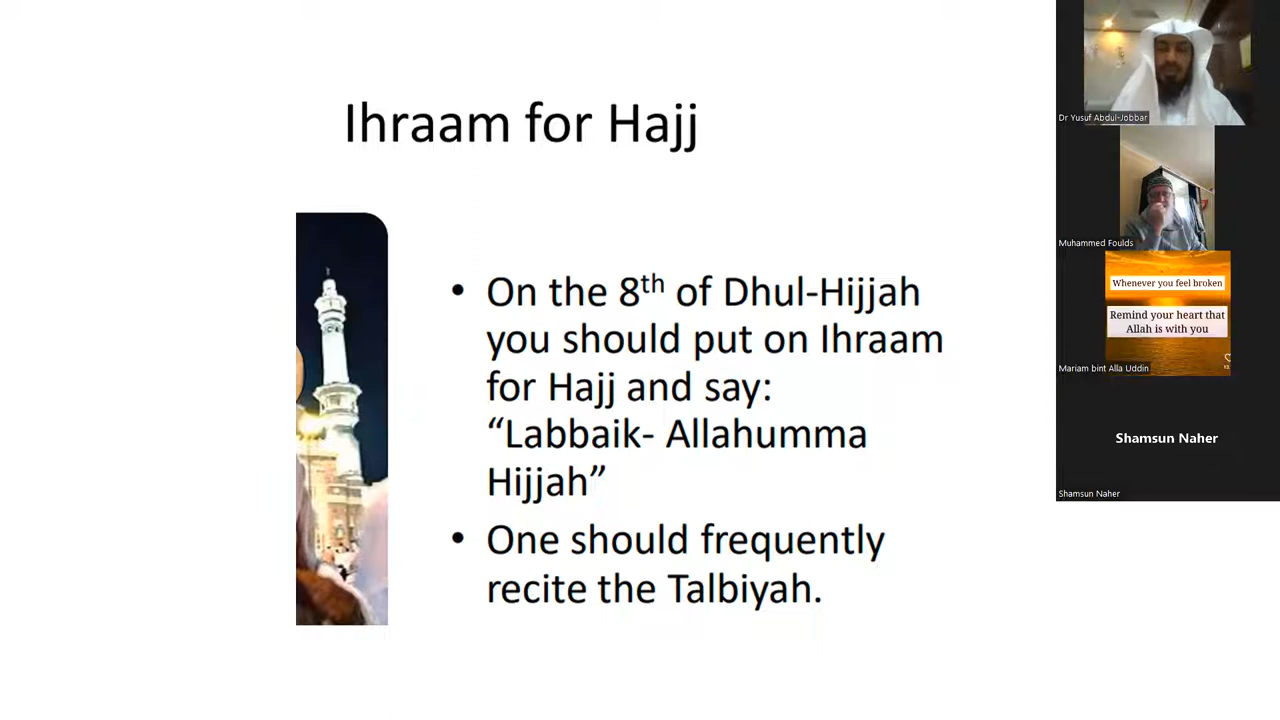 Ihraam for Hajj
• On the 8th of Dhul-Hijjah
you should put on Ihraam
for Hajj and say:
“Labbaik- Allahumma
Hijjah”
• One should frequently
recite the Talbiyah.
Dr Yusuf Abdul-Jobbar
Muhammed Foulds
Whenever you feel broken
Remind your heart that
Allah is with you
Mariam bint Alla Uddin
Shamsun Naher
Shamsun Naher